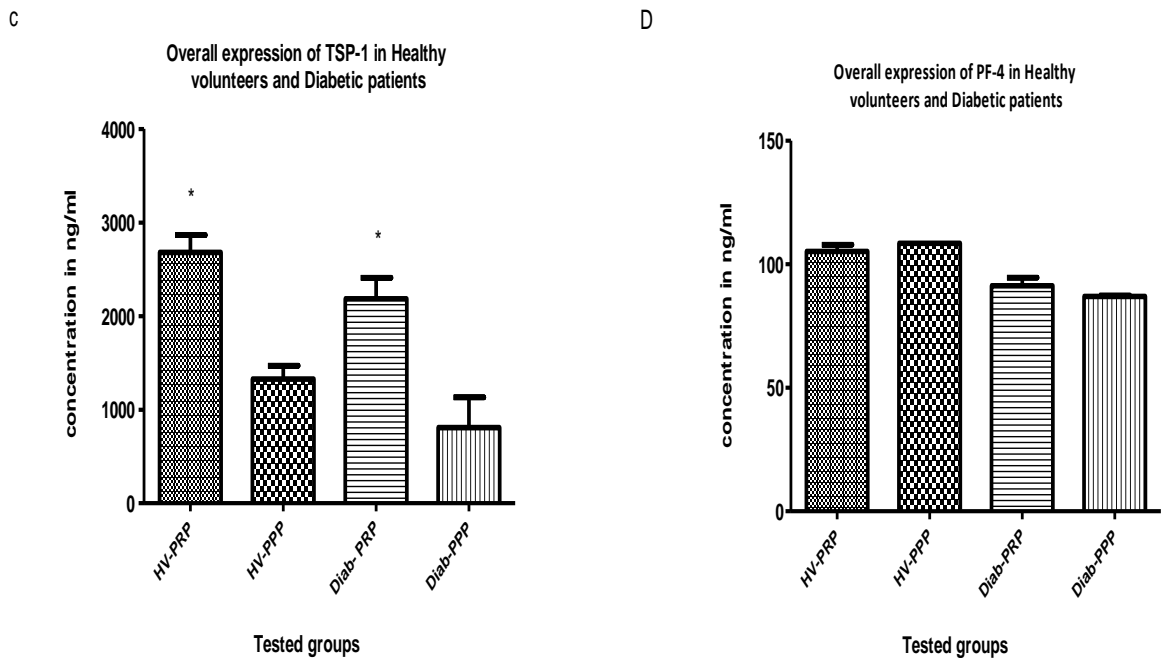 c
Overall expression of TSP-1 in Healthy
volunteers and Diabetic patients
4000
3000
2000
1000
0
concentration in ng/ml
*
*
HV-PRP
HV-PPP
Diab- PRP
Diab-PPP
Tested groups
D
Overall expression of PF-4 in Healthy
volunteers and Diabetic patients
150
100
50
0
concentration in ng/ml
HV-PRP
HV-PPP
Diab-PRP
Diab-PPP
Tested groups